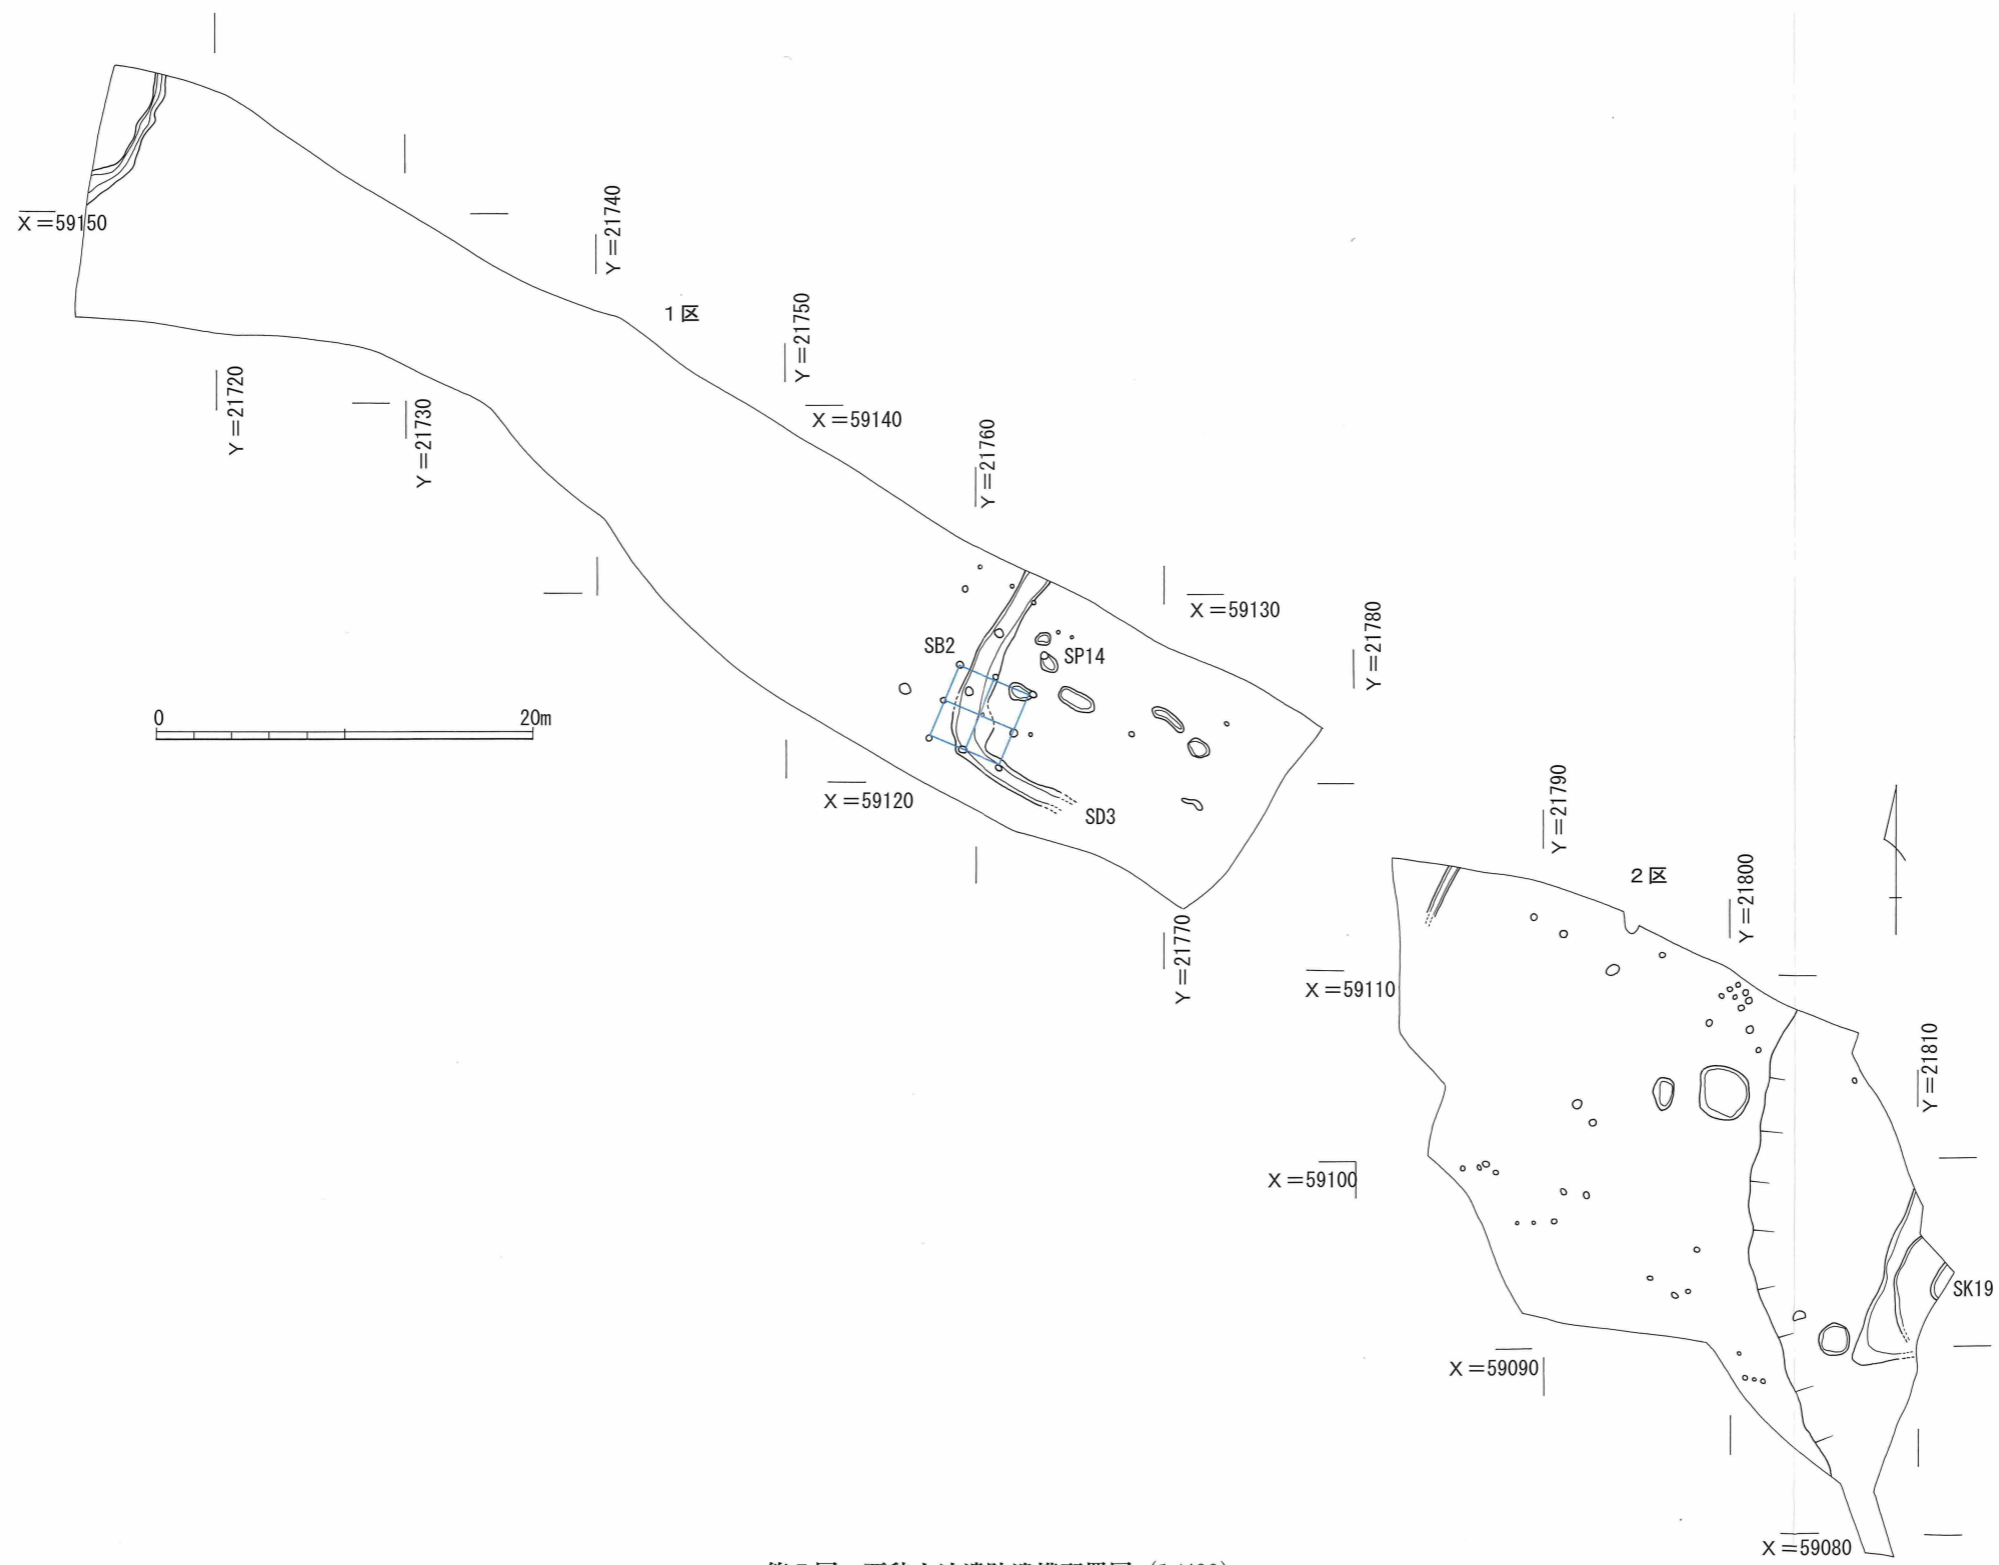 X=59150
Y=21740
1区
Y=21750
Y=21720
Y=21730
X=59140
Y=21760
X=59130
Y=21780
SB2
SP14
0
20m
X=59120
SD3
Y=21790
2区
Y=21800
Y=21770
X=59110
Y=21810
X=59100
SK19
X=59090
X=59080